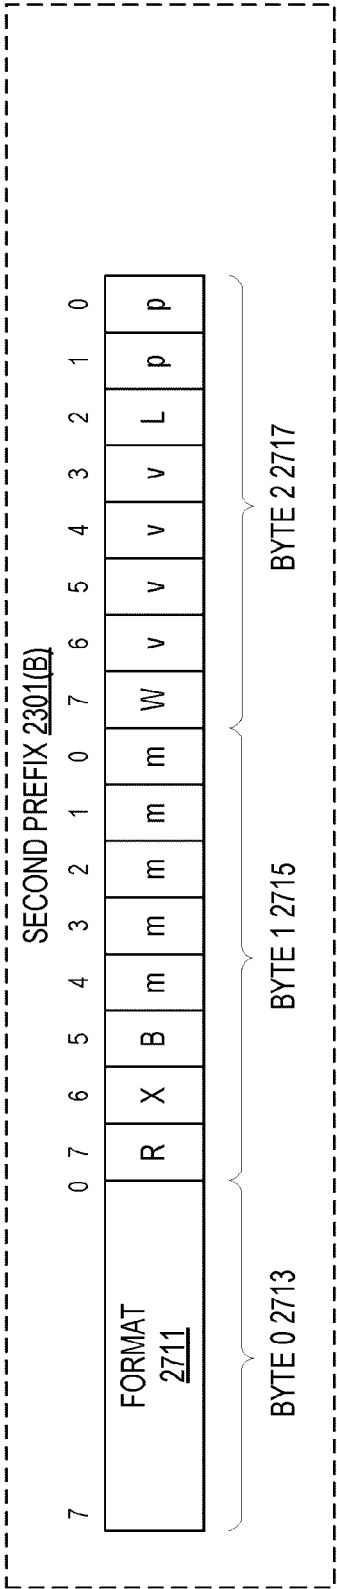 SECOND PREFIX 2301(B)
7 0 7 6 5 4 3 2 1 0 7 6 5 4 3 2 1 0
FORMAT
2711
R X B m m m m m W v v v v L p p
BYTE 0 2713 BYTE 1 2715 BYTE 2 2717